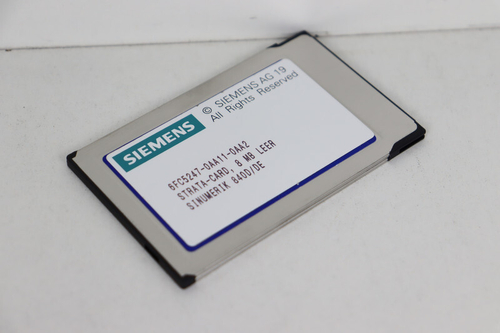 SIEMENS
© SIEMENS AG 19
All Rights Reserved
6FC5247-0AA11-0AA2
STRATA-CARD, 8 MB LEER
SINUMERIK 840D/DE